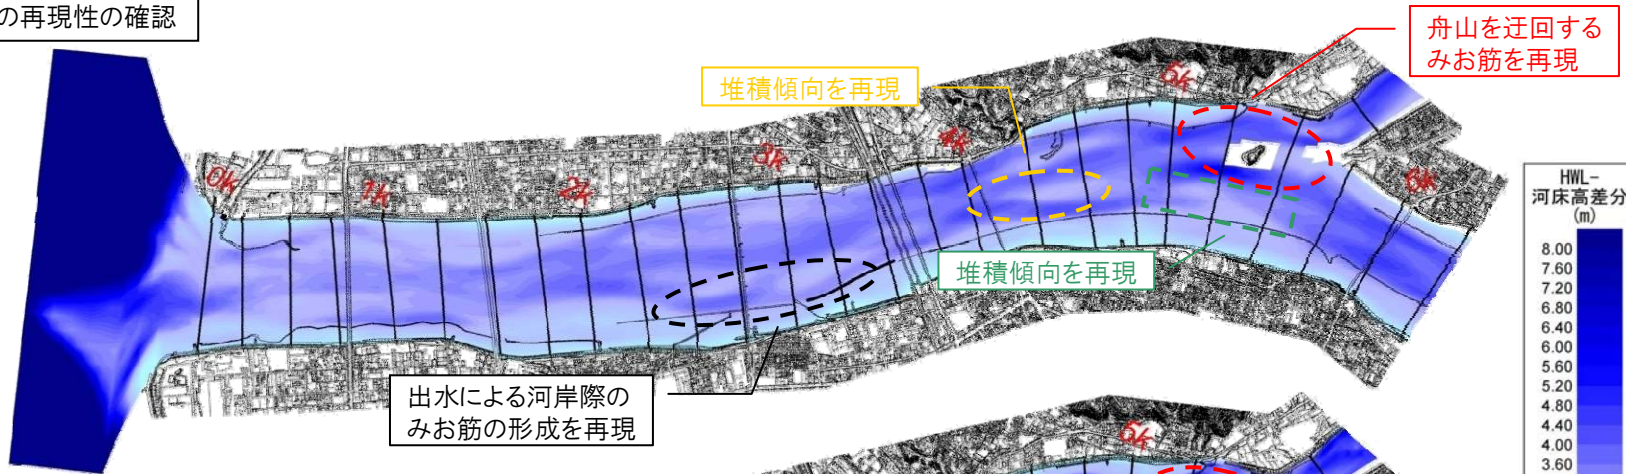 の再現性の確認
舟山を迂回する
みお筋を再現
堆積傾向を再現
0k
1k
2k
3k
4k
5k
6k
堆積傾向を再現
出水による河岸際の
みお筋の形成を再現
HWL-
河床高差分
(m)
8.00
7.60
7.20
6.80
6.40
6.00
5.60
5.20
4.80
4.40
4.00
3.60
5k